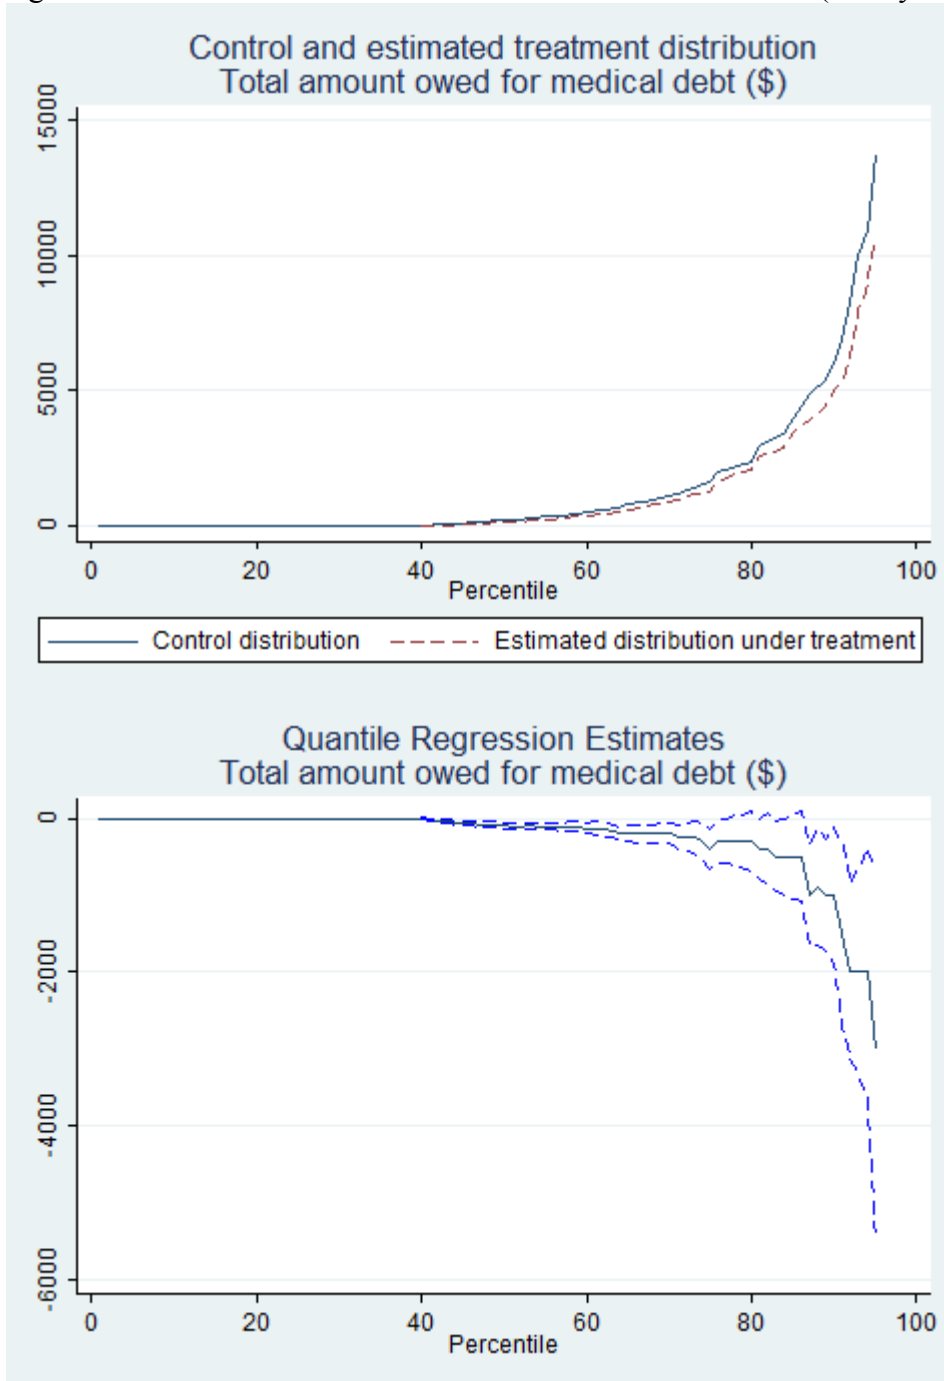 Control and estimated treatment distribution
Total amount owed for medical debt ($)
15000
10000
5000
0
0 20 40 60 80 100
Percentile
Control distribution Estimated distribution under treatment
Quantile Regression Estimates
Total amount owed for medical debt ($)
0
-2000
-4000
-6000
0 20 40 60 80 100
Percentile